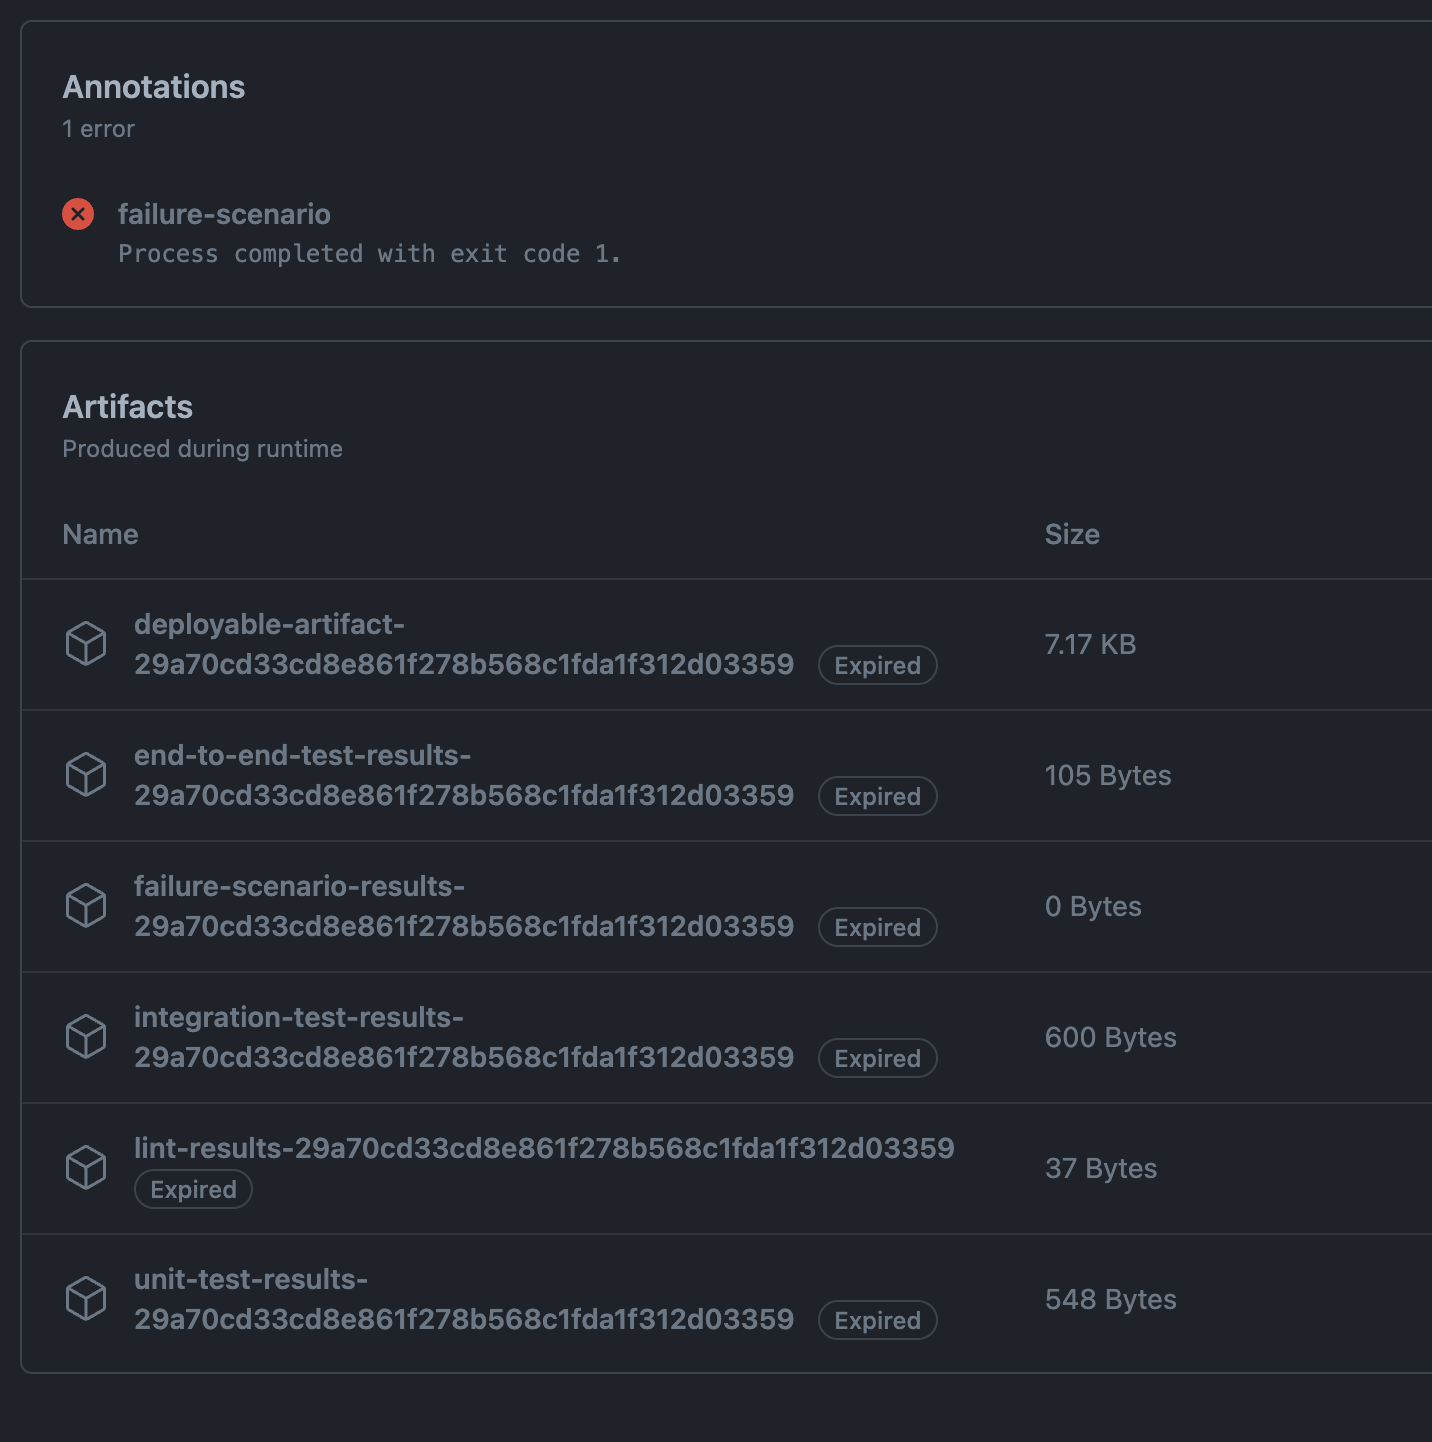 Annotations
1 error
failure-scenario
Process completed with exit code 1.
Artifacts
Produced during runtime
Name Size
deployable-artifact-
29a70cd33cd8e861f278b568c1fda1f312d03359 Expired 7.17 KB
end-to-end-test-results-
29a70cd33cd8e861f278b568c1fda1f312d03359 Expired 105 Bytes
failure-scenario-results-
29a70cd33cd8e861f278b568c1fda1f312d03359 Expired 0 Bytes
integration-test-results-
29a70cd33cd8e861f278b568c1fda1f312d03359 Expired 600 Bytes
lint-results-29a70cd33cd8e861f278b568c1fda1f312d03359
Expired 37 Bytes
unit-test-results-
29a70cd33cd8e861f278b568c1fda1f312d03359 Expired 548 Bytes